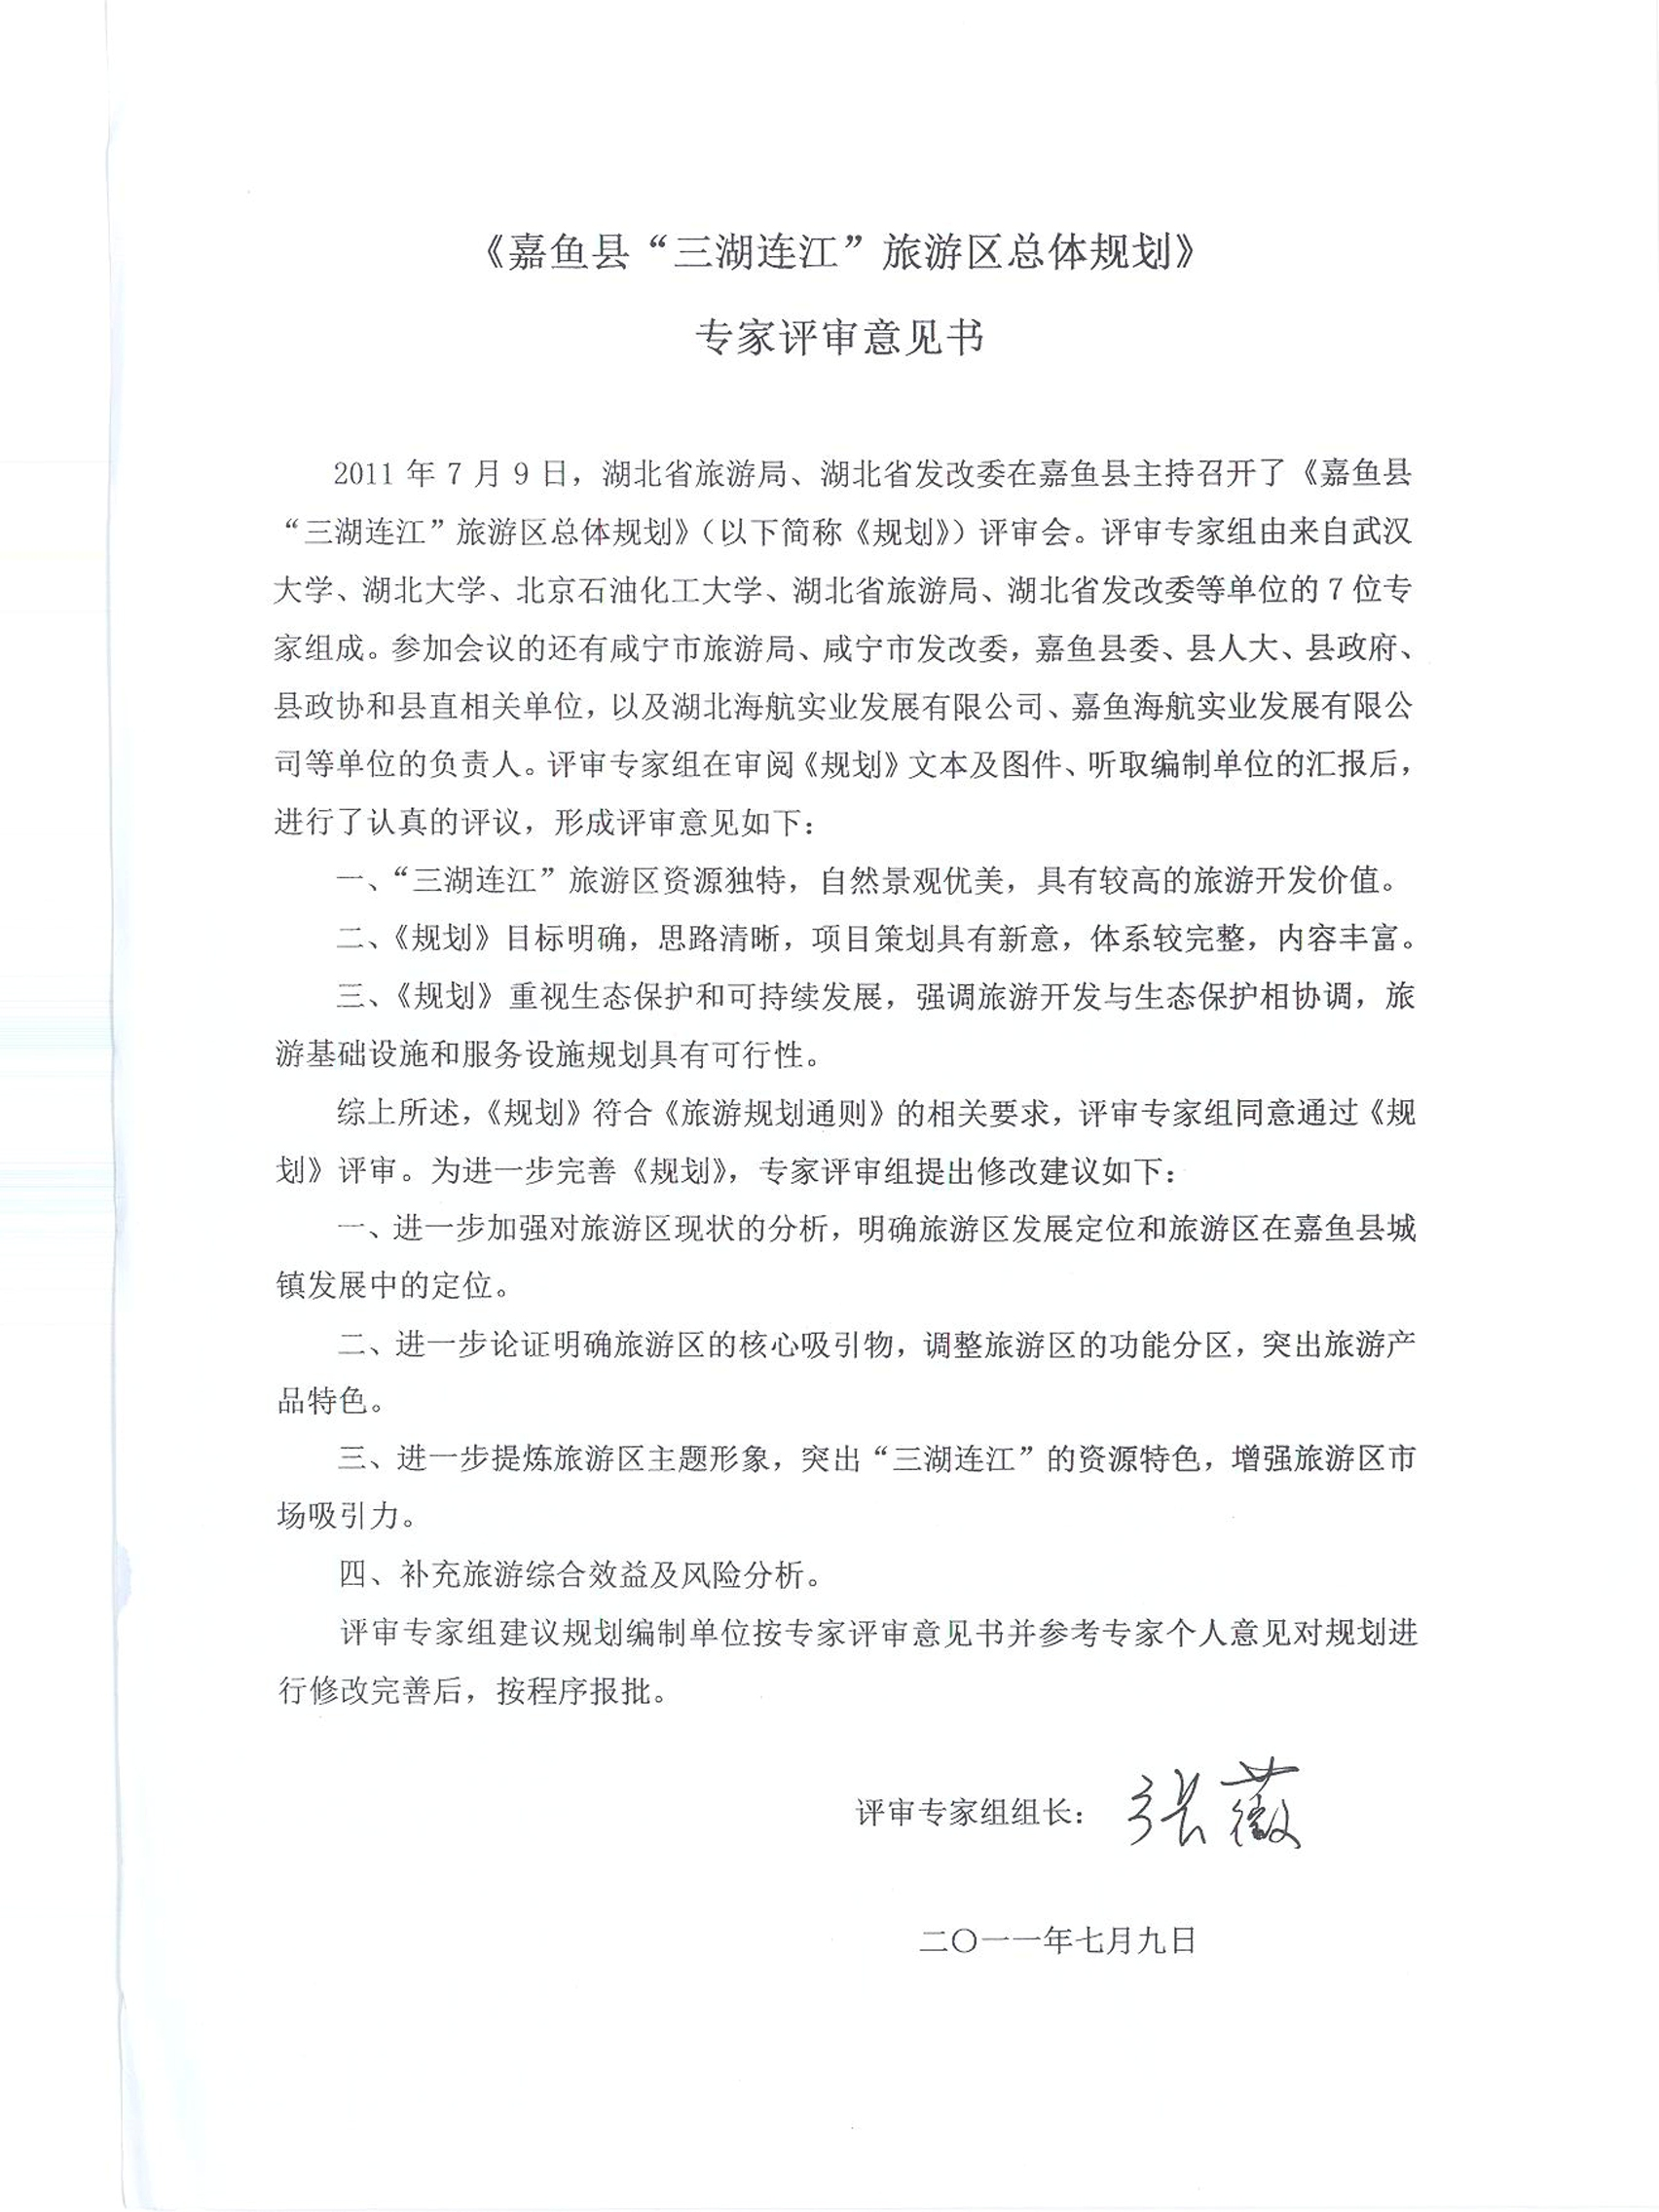 《嘉鱼县“三湖连江”旅游区总体规划》
专家评审意见书
2011 年 7 月 9 日，湖北省旅游局、湖北省发改委在嘉鱼县主持召开了《嘉鱼县
“三湖连江”旅游区总体规划》（以下简称《规划》）评审会。评审专家组由来自武汉
大学、湖北大学、北京石油化工大学、湖北省旅游局、湖北省发改委等单位的 7 位专
家组成。参加会议的还有咸宁市旅游局、咸宁市发改委，嘉鱼县委、县人大、县政府、
县政协和县直相关单位，以及湖北海航实业发展有限公司、嘉鱼海航实业发展有限公
司等单位的负责人。评审专家组在审阅《规划》文本及图件、听取编制单位的汇报后，
进行了认真的评议，形成评审意见如下：
一、“三湖连江”旅游区资源独特，自然景观优美，具有较高的旅游开发价值。
二、《规划》目标明确，思路清晰，项目策划具有新意，体系较完整，内容丰富。
三、《规划》重视生态保护和可持续发展，强调旅游开发与生态保护相协调，旅
游基础设施和服务设施规划具有可行性。
综上所述，《规划》符合《旅游规划通则》的相关要求，评审专家组同意通过《规
划》评审。为进一步完善《规划》，专家评审组提出修改建议如下：
一、进一步加强对旅游区现状的分析，明确旅游区发展定位和旅游区在嘉鱼县城
镇发展中的定位。
二、进一步论证明确旅游区的核心吸引物，调整旅游区的功能分区，突出旅游产
品特色。
三、进一步提炼旅游区主题形象，突出“三湖连江”的资源特色，增强旅游区市
场吸引力。
四、补充旅游综合效益及风险分析。
评审专家组建议规划编制单位按专家评审意见书并参考专家个人意见对规划进
行修改完善后，按程序报批。
评审专家组组长：张薇
二〇一一年七月九日